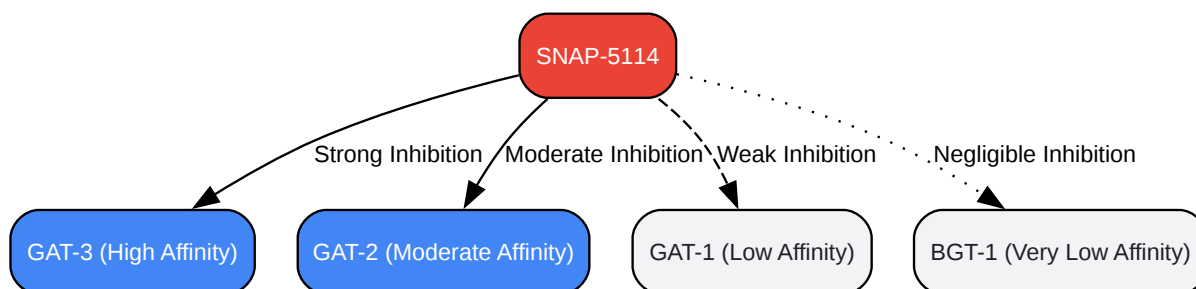 SNAP-5114
Strong Inhibition
Moderate Inhibition
Weak Inhibition
Negligible Inhibition
GAT-3 (High Affinity)
GAT-2 (Moderate Affinity)
GAT-1 (Low Affinity)
BGT-1 (Very Low Affinity)